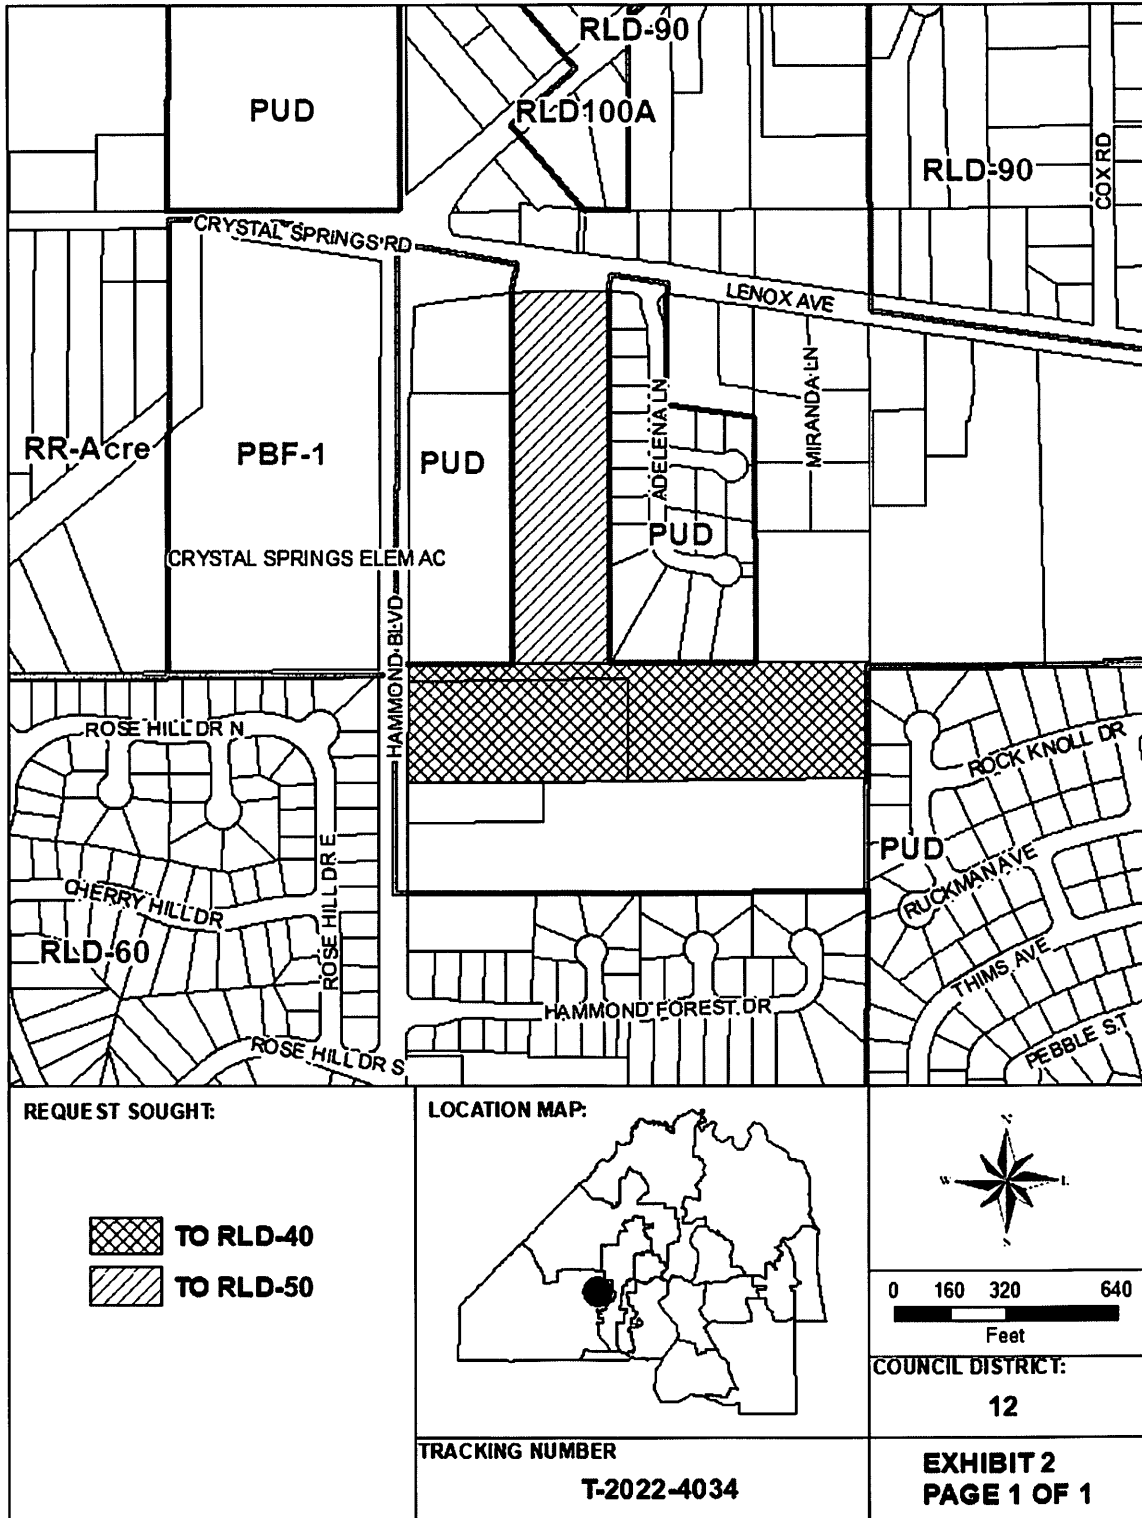 RLD-90
PUD
RLD100A
RLD-90
COX RD
CRYSTAL SPRINGS RD
LENOX AVE
MIRANDA LN
ADELENA LN
RR-Acre
PBF-1
PUD
PUD
CRYSTAL SPRINGS ELEM AC
HAMMOND BLVD
ROSE HILL DR N
ROCK KNOLL DR
ROSE HILL DR E
PUD
RUCKMAN AVE
CHERRY HILL DR
RLD-60
THIMS AVE
HAMMOND FOREST DR
PEBBLE ST
ROSE HILL DR S
REQUEST SOUGHT:
TO RLD-40
TO RLD-50
LOCATION MAP:
N
W
E
S
0 160 320 640
Feet
COUNCIL DISTRICT:
12
TRACKING NUMBER
T-2022-4034
EXHIBIT 2
PAGE 1 OF 1